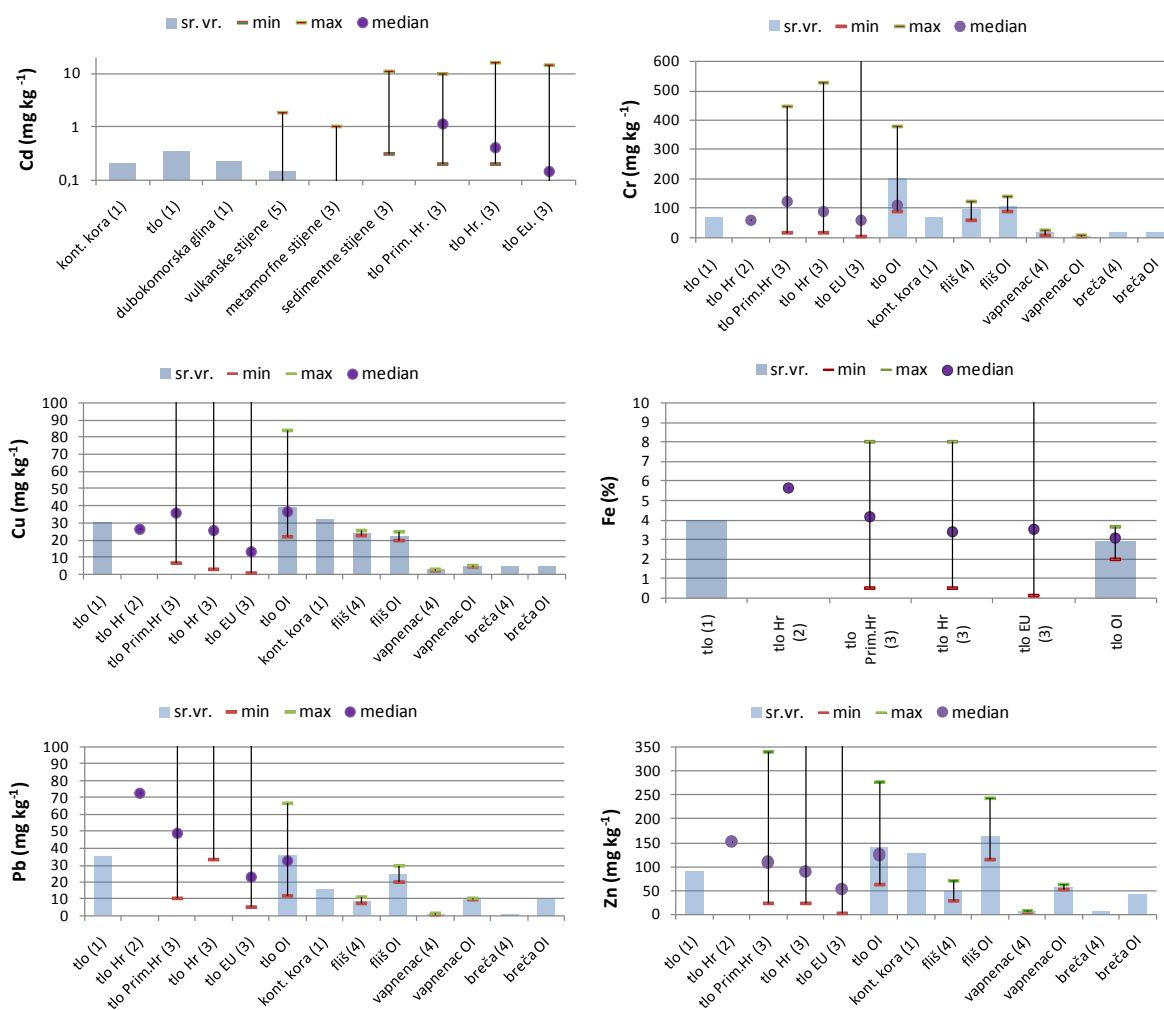 sr.vr. min max median
Cd (mg kg -1)
10
1
0,1
kont. kora (1)
tlo (1)
dubokomorska glina (1)
vulkanske stijene (5)
metamorfne stijene (3)
sedimentne stijene (3)
tlo Prim. Hr. (3)
tlo Hr. (3)
tlo Eu. (3)
sr.vr. min max median
Cr (mg kg -1)
600
500
400
300
200
100
0
tlo (1)
tlo Hr (2)
tlo Prim.Hr (3)
tlo Hr (3)
tlo EU (3)
tlo OI
kont. kora (1)
fliš (4)
fliš OI
vapnenac (4)
vapnenac OI
breča (4)
breča OI
sr.vr. min max median
Cu (mg kg-1)
100
90
80
70
60
50
40
30
20
10
0
tlo (1)
tlo Hr (2)
tlo Prim.Hr (3)
tlo Hr (3)
tlo EU (3)
tlo OI
kont. kora (1)
fliš (4)
fliš OI
vapnenac (4)
vapnenac OI
breča (4)
breča OI
sr.vr. min max median
Fe (%)
10
9
8
7
6
5
4
3
2
1
0
tlo (1)
tlo Hr
(2)
tlo
Prim.Hr
(3)
tlo Hr
(3)
tlo EU
(3)
tlo OI
sr.vr. min max median
Pb (mg kg-1)
100
90
80
70
60
50
40
30
20
10
0
tlo (1)
tlo Hr (2)
tlo Prim.Hr (3)
tlo Hr (3)
tlo EU (3)
tlo OI
kont. kora (1)
fliš (4)
fliš OI
vapnenac (4)
vapnenac OI
breča (4)
breča OI
sr.vr. min max median
Zn (mg kg-1)
350
300
250
200
150
100
50
0
tlo (1)
tlo Hr (2)
tlo Prim.Hr (3)
tlo Hr (3)
tlo EU (3)
tlo OI
kont. kora (1)
fliš (4)
fliš OI
vapnenac (4)
vapnenac OI
breča (4)
breča OI